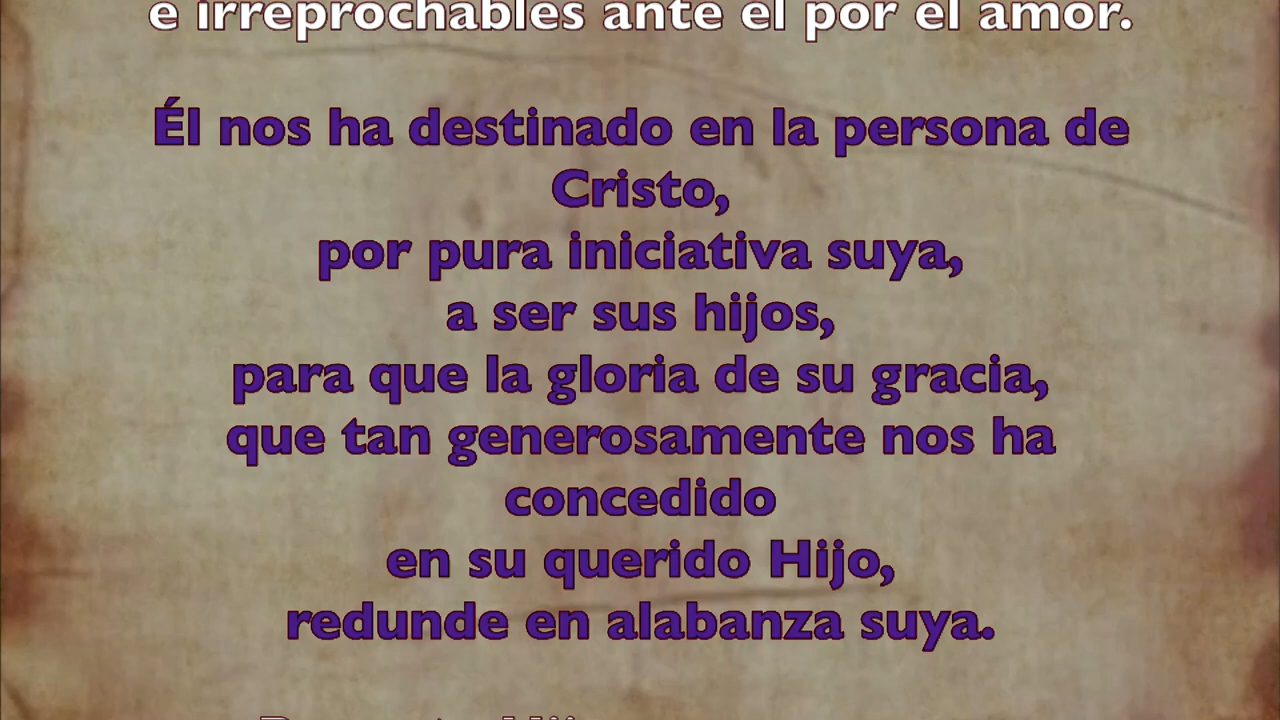 e irreprochables ante él por el amor.
Él nos ha destinado en la persona de
Cristo,
por pura iniciativa suya,
a ser sus hijos,
para que la gloria de su gracia,
que tan generosamente nos ha
concedido
en su querido Hijo,
redunde en alabanza suya.